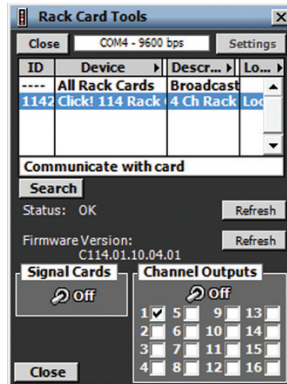 Rack Card Tools
Close COM4 - 9600 bps Settings
ID Device Descr... Lo...
---- All Rack Cards Broadcast
1142 Click! 114 Rack 4 Ch Rack Loc
Communicate with card
Search
Status: OK Refresh
Firmware Version: Refresh
C114.01.10.04.01
Signal Cards Channel Outputs
Off Off
1 5 9 13
2 6 10 14
3 7 11 15
4 8 12 16
Close